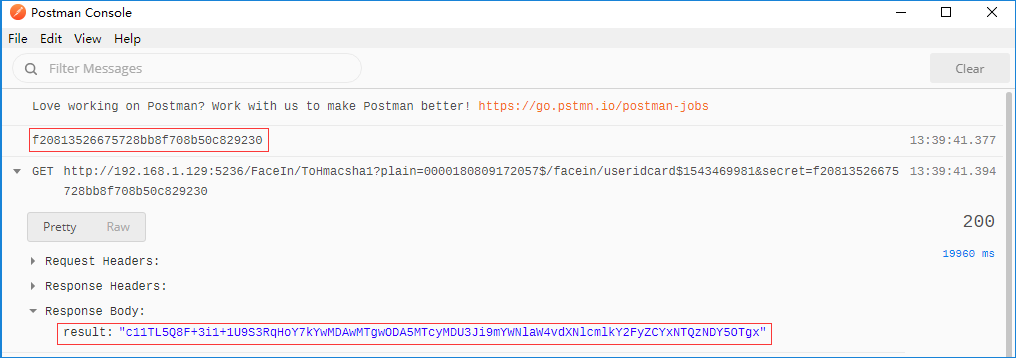 Postman Console
File Edit View Help
Filter Messages
Clear
Love working on Postman? Work with us to make Postman better! https://go.pstmn.io/postman-jobs
f20813526675728bb8f708b50c829230 13:39:41.377
GET http://192.168.1.129:5236/FaceIn/ToHmacsha1?plain=0000180809172057$/facein/useridcard$1543469981&secret=f20813526675 13:39:41.394
728bb8f708b50c829230
Pretty Raw 200
Request Headers: 19960 ms
Response Headers:
Response Body:
result: "c11TL5Q8F+3i1+1U9S3RqHoY7kYwMDAwMTgwODA5MTcyMDU3Ji9mYWNlaW4vdXNlcmlkY2FyZCYxNTQzNDY5OTgx"